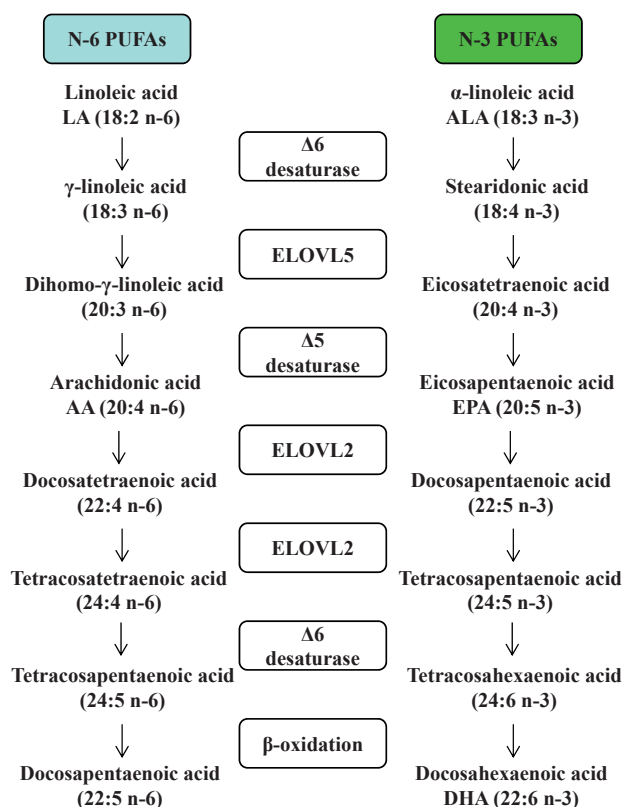 N-6 PUFAs
N-3 PUFAs
Linoleic acid
LA (18:2 n-6)
α-linoleic acid
ALA (18:3 n-3)
Δ6
desaturase
γ-linoleic acid
(18:3 n-6)
Stearidonic acid
(18:4 n-3)
ELOVL5
Dihomo-γ-linoleic acid
(20:3 n-6)
Eicosatetraenoic acid
(20:4 n-3)
Δ5
desaturase
Arachidonic acid
AA (20:4 n-6)
Eicosapentaenoic acid
EPA (20:5 n-3)
ELOVL2
Docosatetraenoic acid
(22:4 n-6)
Docosapentaenoic acid
(22:5 n-3)
ELOVL2
Tetracosatetraenoic acid
(24:4 n-6)
Tetracosapentaenoic acid
(24:5 n-3)
Δ6
desaturase
Tetracosapentaenoic acid
(24:5 n-6)
Tetracosahexaenoic acid
(24:6 n-3)
β-oxidation
Docosapentaenoic acid
(22:5 n-6)
Docosahexaenoic acid
DHA (22:6 n-3)